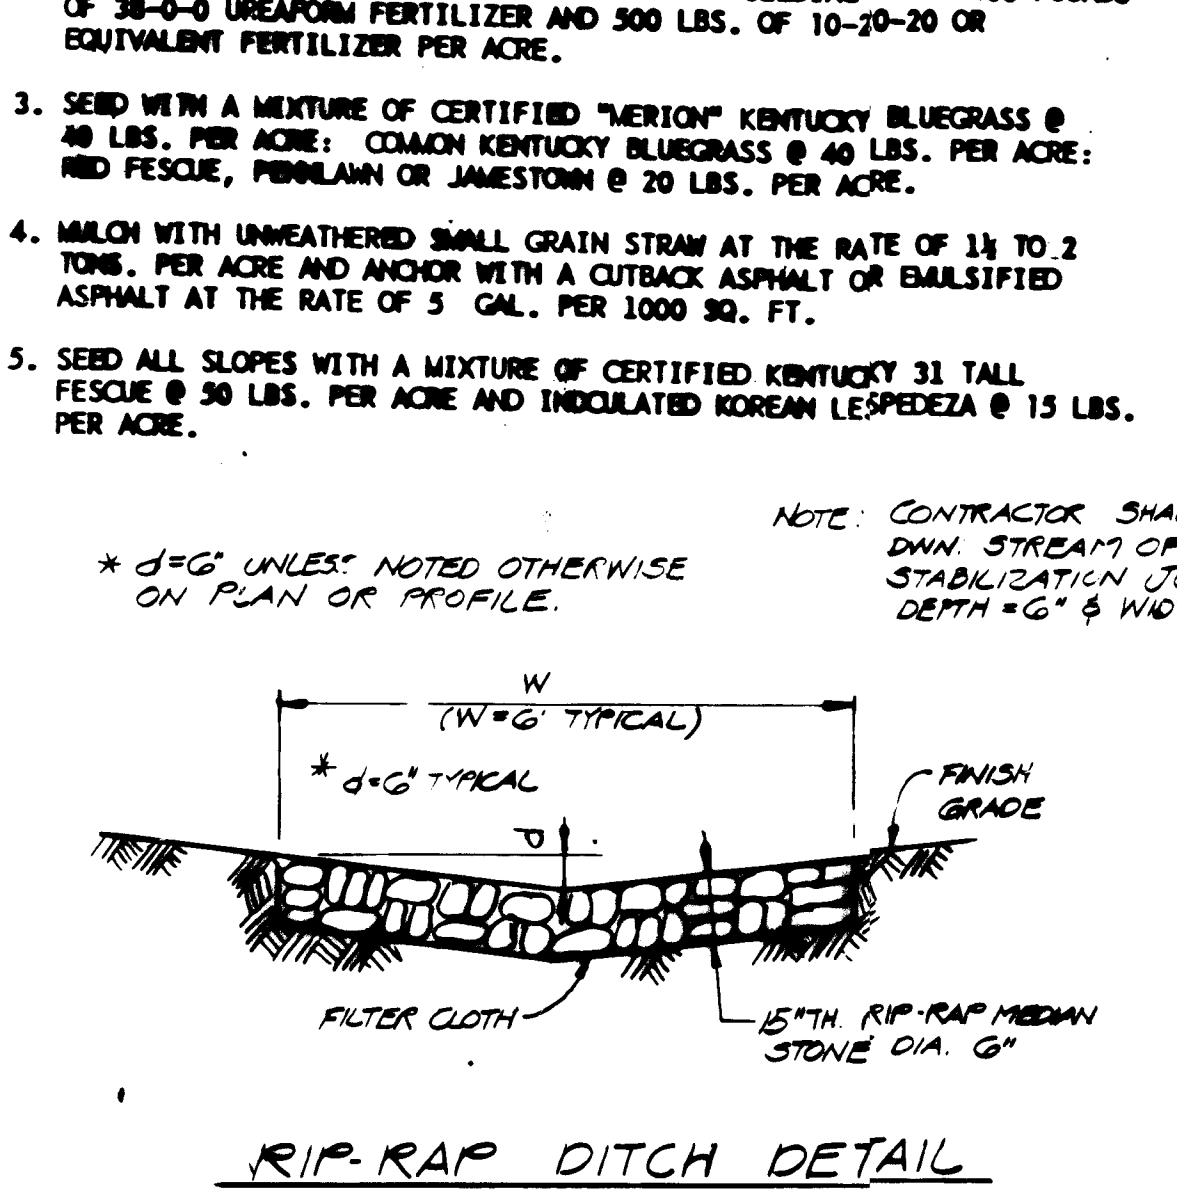 OF 38-0-0 UREAFORM FERTILIZER AND 500 LBS. OF 10-20-20 OR
EQUIVALENT FERTILIZER PER ACRE.
3. SEED WITH A MIXTURE OF CERTIFIED "MERION" KENTUCKY BLUEGRASS @
40 LBS. PER ACRE: COMMON KENTUCKY BLUEGRASS @ 40 LBS. PER ACRE:
RED FESCUE, PENNLAWN OR JAMESTOWN @ 20 LBS. PER ACRE.
4. MULCH WITH UNWEATHERED SMALL GRAIN STRAW AT THE RATE OF 1½ TO 2
TONS. PER ACRE AND ANCHOR WITH A CUTBACK ASPHALT OR EMULSIFIED
ASPHALT AT THE RATE OF 5 GAL. PER 1000 SQ. FT.
5. SEED ALL SLOPES WITH A MIXTURE OF CERTIFIED KENTUCKY 31 TALL
FESCUE @ 50 LBS. PER ACRE AND INOCULATED KOREAN LESPEDEZA @ 15 LBS.
PER ACRE.
NOTE: CONTRACTOR SHA
DWN. STREAM OF
STABILIZATION
DEPTH = 6" & WID
* d=6" UNLESS NOTED OTHERWISE
ON PLAN OR PROFILE.
W
(W=6' TYPICAL)
* d=6" TYPICAL
FINISH
GRADE
d
FILTER CLOTH
15" TH. RIP-RAP MEDIAN
STONE DIA. 6"
RIP-RAP DITCH DETAIL